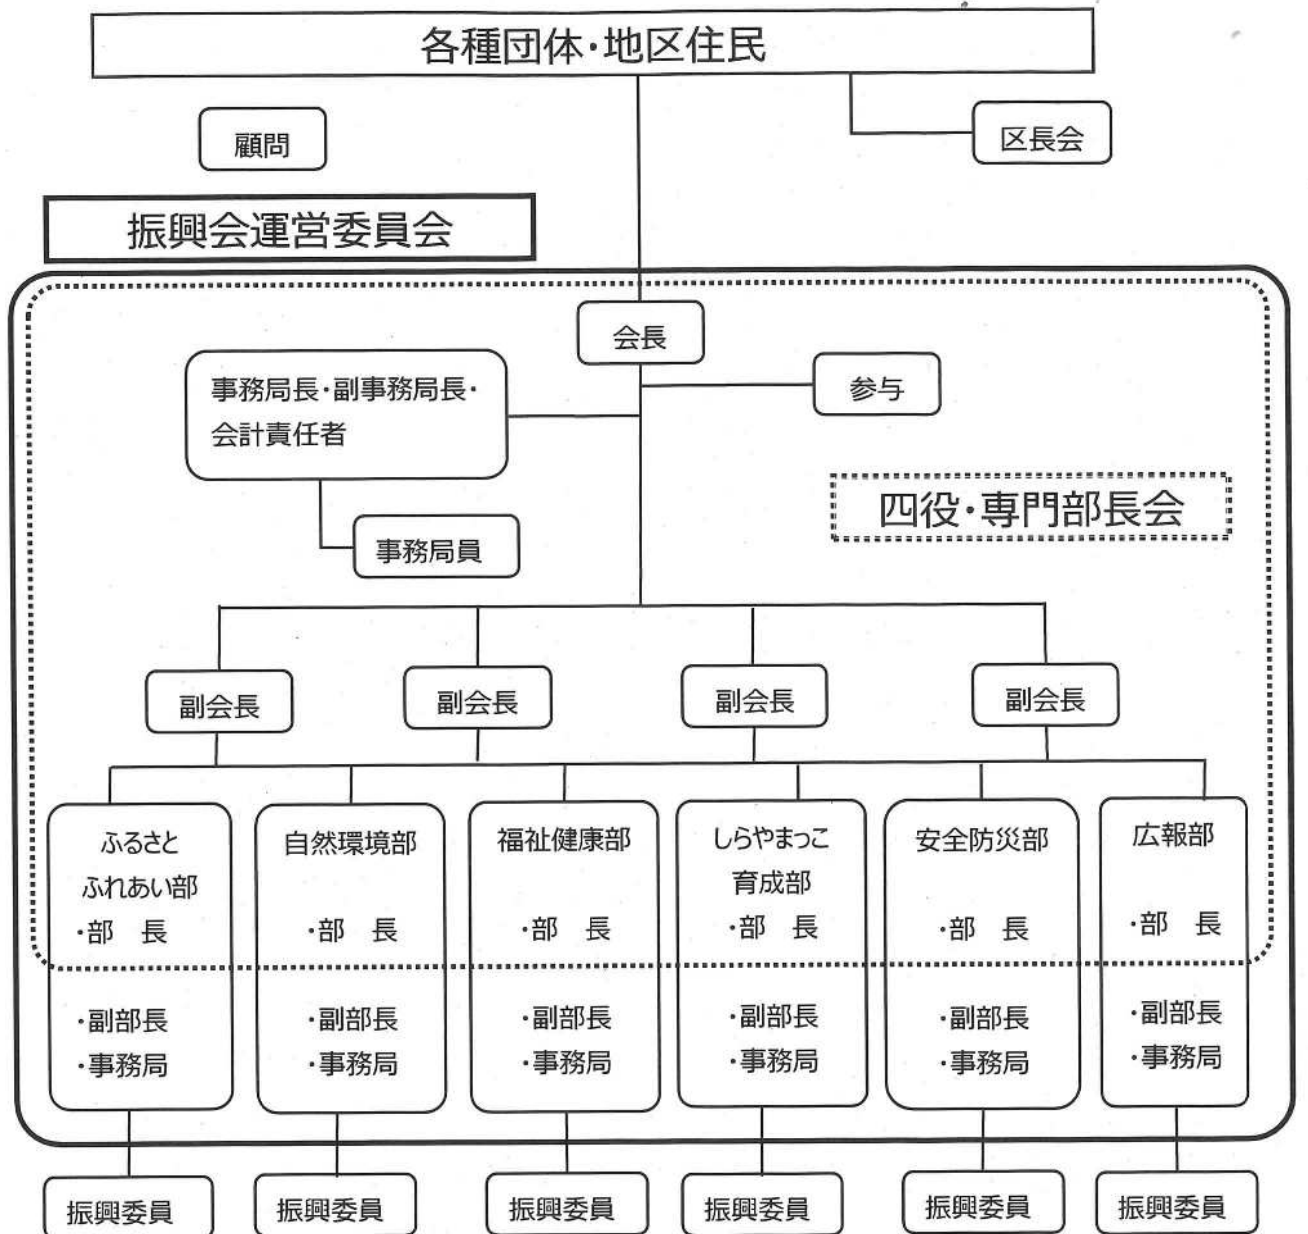 各種団体・地区住民
顧問
区長会
振興会運営委員会
会長
事務局長・副事務局長・
会計責任者
参与
四役・専門部長会
事務局員
副会長
副会長
副会長
副会長
ふるさと
ふれあい部
・部　長
・副部長
・事務局
自然環境部
・部　長
・副部長
・事務局
福祉健康部
・部　長
・副部長
・事務局
しらやまっこ
育成部
・部　長
・副部長
・事務局
安全防災部
・部　長
・副部長
・事務局
広報部
・部　長
・副部長
・事務局
振興委員
振興委員
振興委員
振興委員
振興委員
振興委員